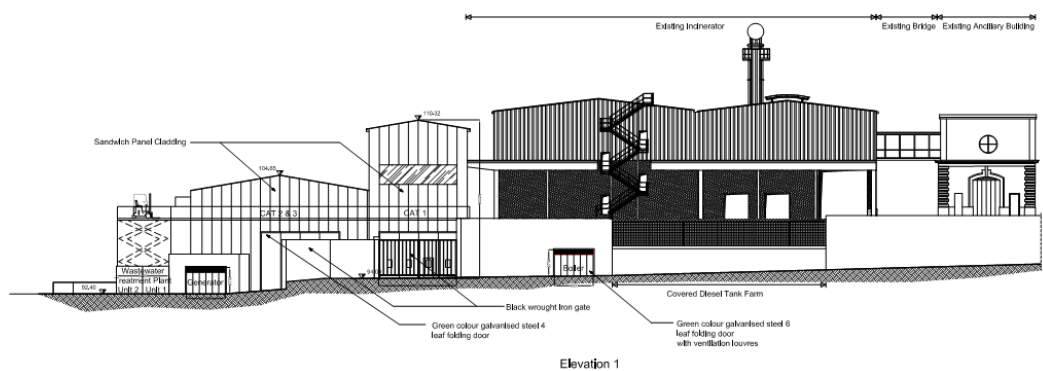 Existing Incinerator
Existing Bridge
Existing Ancillary Building
110-32
Sandwich Panel Cladding
104,65
CAT 2 & 3
CAT 1
Wastewater
Treatment Plant
Unit 2
Unit 1
Generator
Boiler
92,40
Black wrought iron gate
Covered Diesel Tank Farm
Green colour galvanised steel 4
leaf folding door
Green colour galvanised steel 6
leaf folding door
with ventilation louvres
Elevation 1